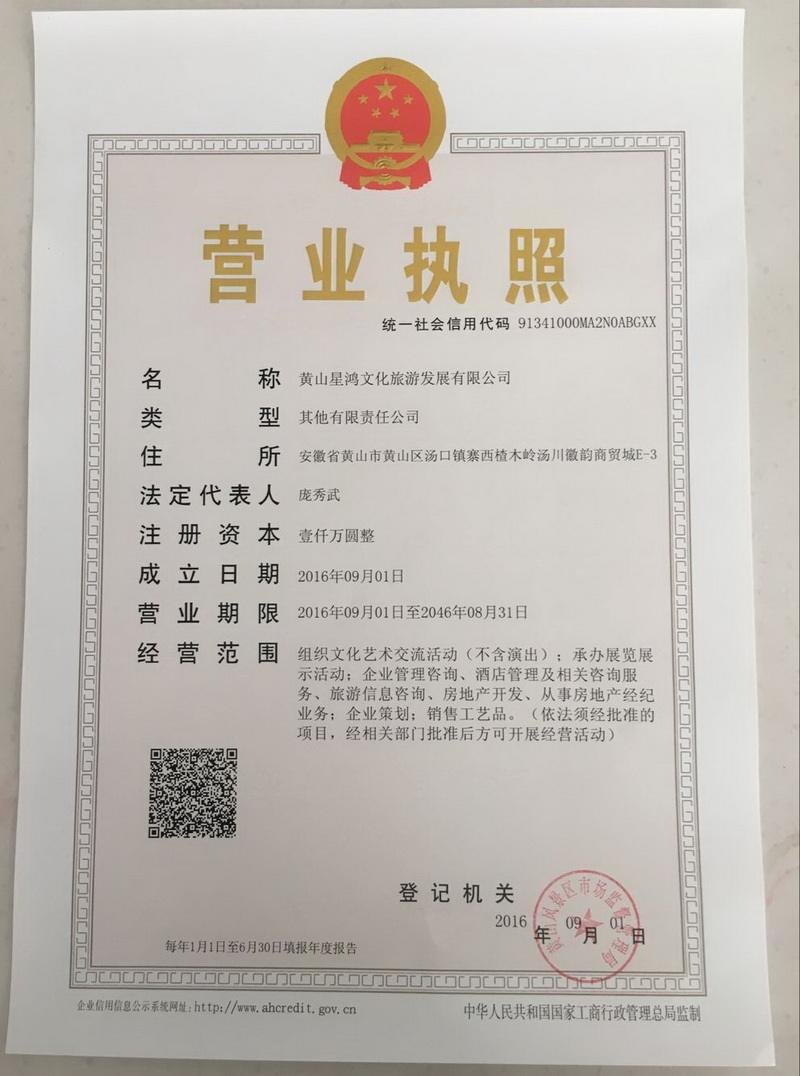 营业执照
统一社会信用代码 91341000MA2N0ABGXX
名称 黄山星鸿文化旅游发展有限公司
类型 其他有限责任公司
住所 安徽省黄山市黄山区汤口镇寨西楂木岭汤川徽韵商贸城E-3
法定代表人 庞秀武
注册资本 壹仟万圆整
成立日期 2016年09月01日
营业期限 2016年09月01日至2046年08月31日
经营范围 组织文化艺术交流活动（不含演出）；承办展览展
示活动；企业管理咨询、酒店管理及相关咨询服
务、旅游信息咨询、房地产开发、从事房地产经纪
业务；企业策划；销售工艺品。（依法须经批准的
项目，经相关部门批准后方可开展经营活动）
登记机关
黄山风景区市场监督管理局
2016年09月01日
每年1月1日至6月30日填报年度报告
企业信用信息公示系统网址：http://www.ahcredit.gov.cn
中华人民共和国国家工商行政管理总局监制